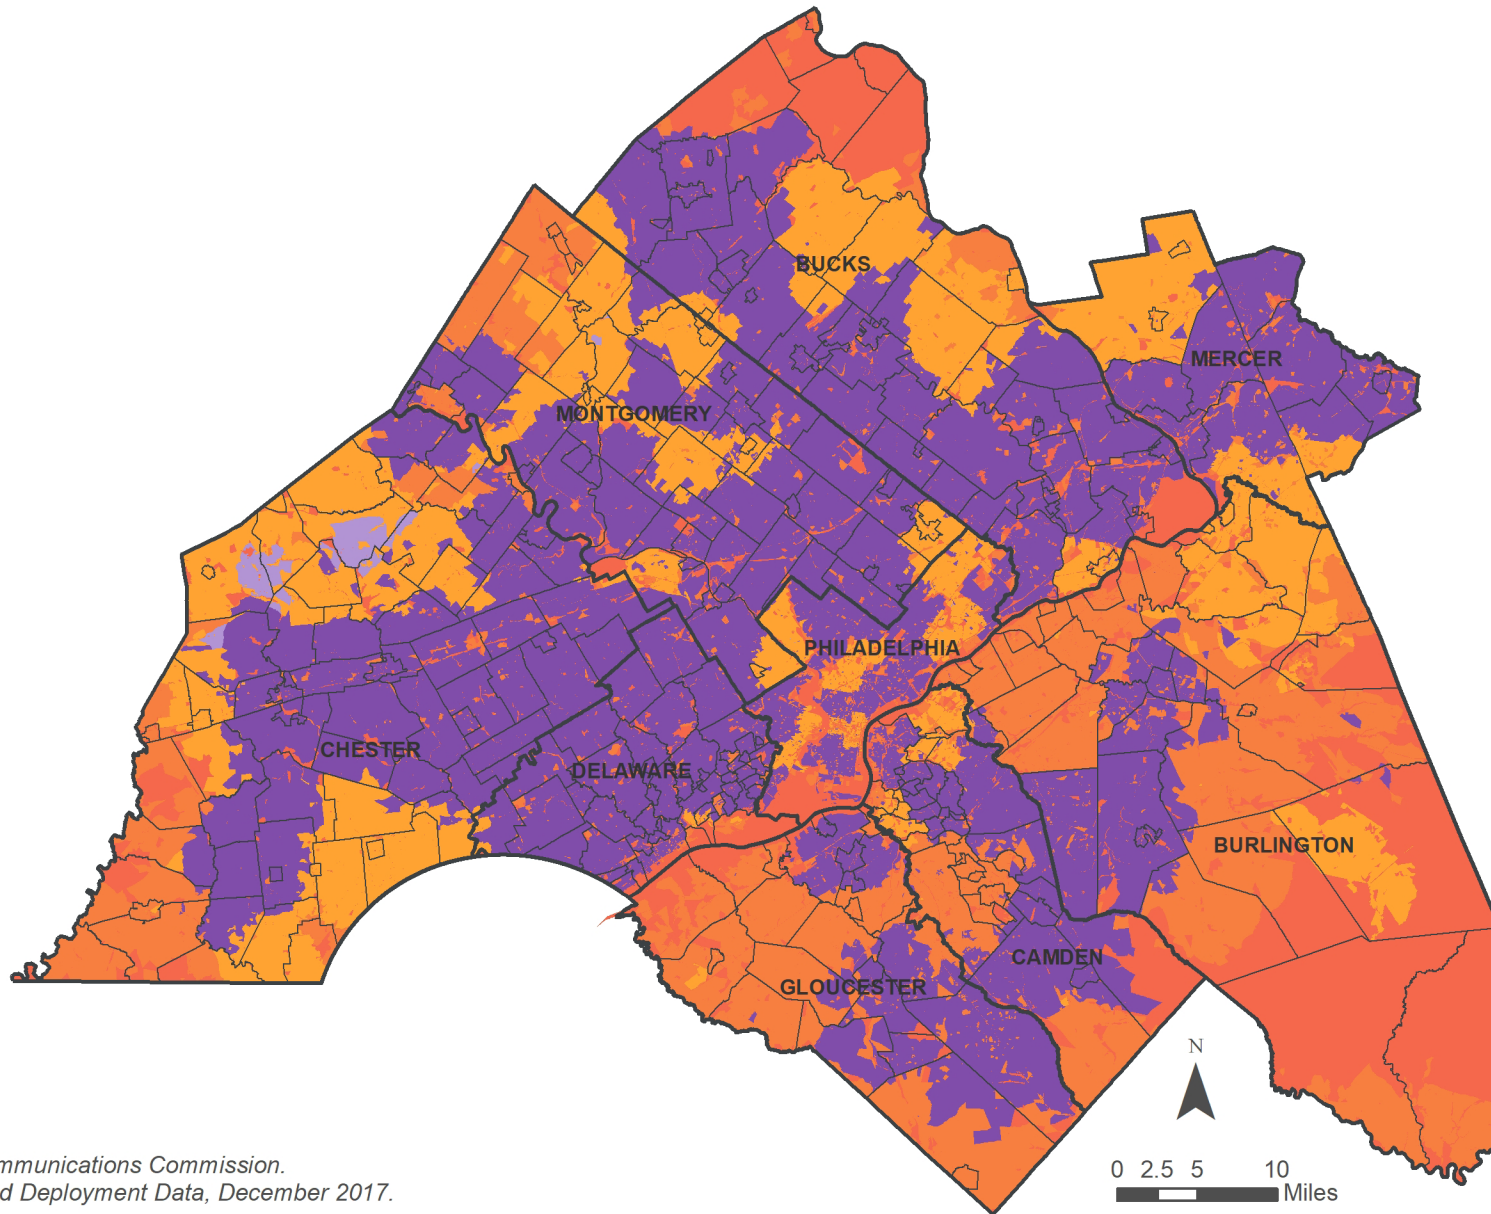 BUCKS
MERCER
MONTGOMERY
PHILADELPHIA
CHESTER
DELAWARE
BURLINGTON
CAMDEN
GLOUCESTER
N
mmunications Commission.
d Deployment Data, December 2017.
0 2.5 5 10
Miles